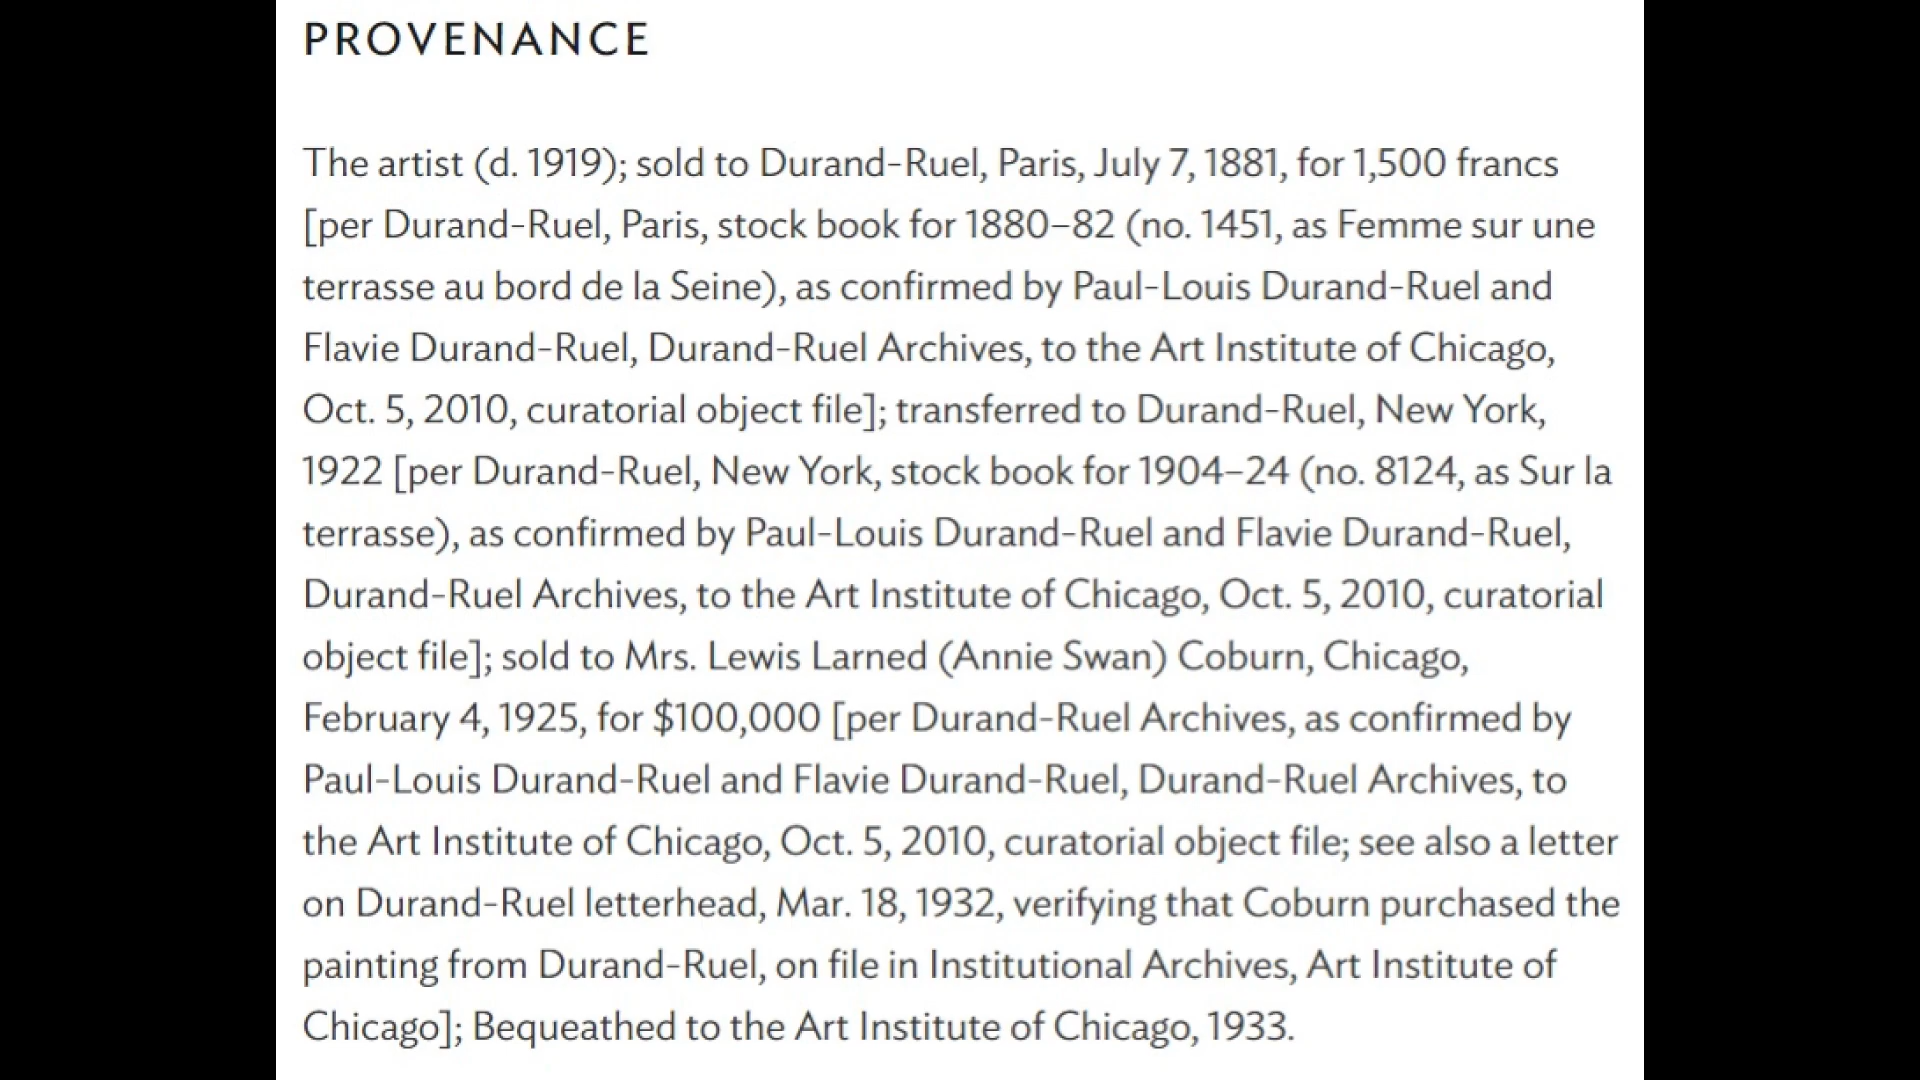 PROVENANCE
The artist (d. 1919); sold to Durand-Ruel, Paris, July 7, 1881, for 1,500 francs
[per Durand-Ruel, Paris, stock book for 1880–82 (no. 1451, as Femme sur une
terrasse au bord de la Seine), as confirmed by Paul-Louis Durand-Ruel and
Flavie Durand-Ruel, Durand-Ruel Archives, to the Art Institute of Chicago,
Oct. 5, 2010, curatorial object file]; transferred to Durand-Ruel, New York,
1922 [per Durand-Ruel, New York, stock book for 1904–24 (no. 8124, as Sur la
terrasse), as confirmed by Paul-Louis Durand-Ruel and Flavie Durand-Ruel,
Durand-Ruel Archives, to the Art Institute of Chicago, Oct. 5, 2010, curatorial
object file]; sold to Mrs. Lewis Larned (Annie Swan) Coburn, Chicago,
February 4, 1925, for $100,000 [per Durand-Ruel Archives, as confirmed by
Paul-Louis Durand-Ruel and Flavie Durand-Ruel, Durand-Ruel Archives, to
the Art Institute of Chicago, Oct. 5, 2010, curatorial object file; see also a letter
on Durand-Ruel letterhead, Mar. 18, 1932, verifying that Coburn purchased the
painting from Durand-Ruel, on file in Institutional Archives, Art Institute of
Chicago]; Bequeathed to the Art Institute of Chicago, 1933.